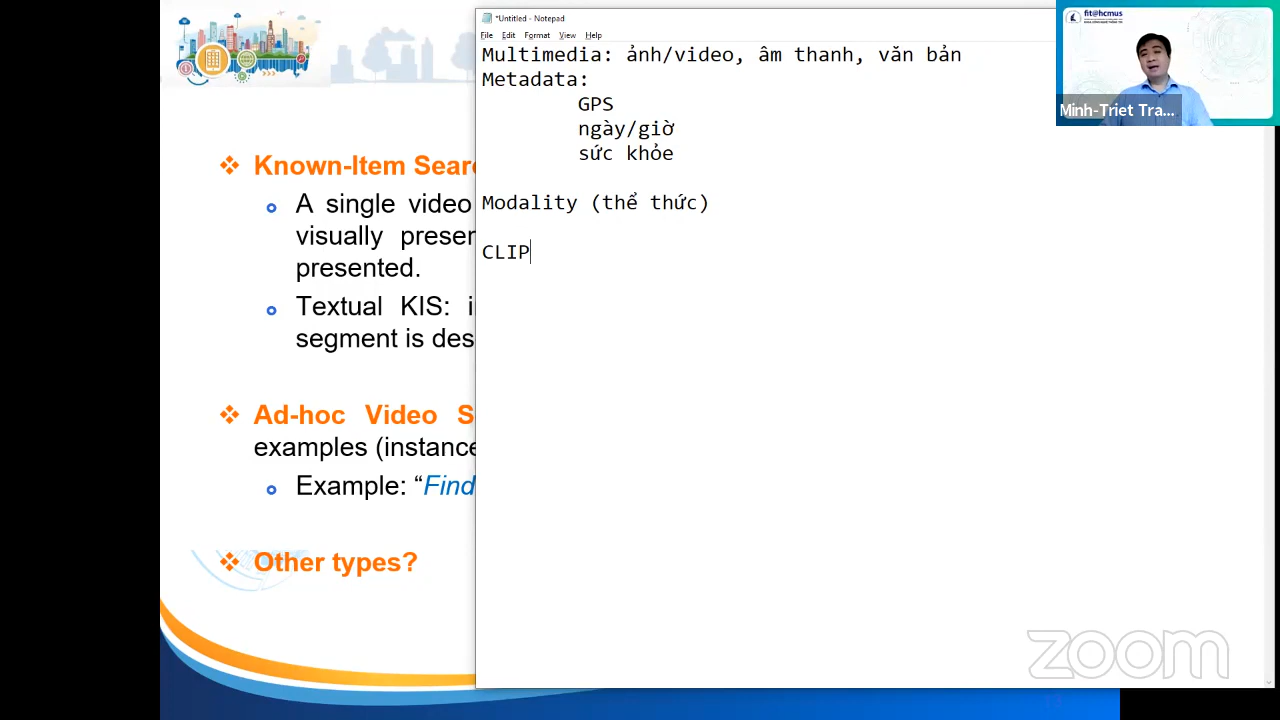 *Untitled - Notepad
File Edit Format View Help
Multimedia: ảnh/video, âm thanh, văn bản
Metadata:
GPS
ngày/giờ
sức khỏe
Modality (thể thức)
CLIP
fit@hcmus
Minh-Triet Tra...
Known-Item Sear
A single video
visually preser
presented.
Textual KIS: i
segment is des
Ad-hoc Video S
examples (instance
Example: “Find
Other types?
zoom